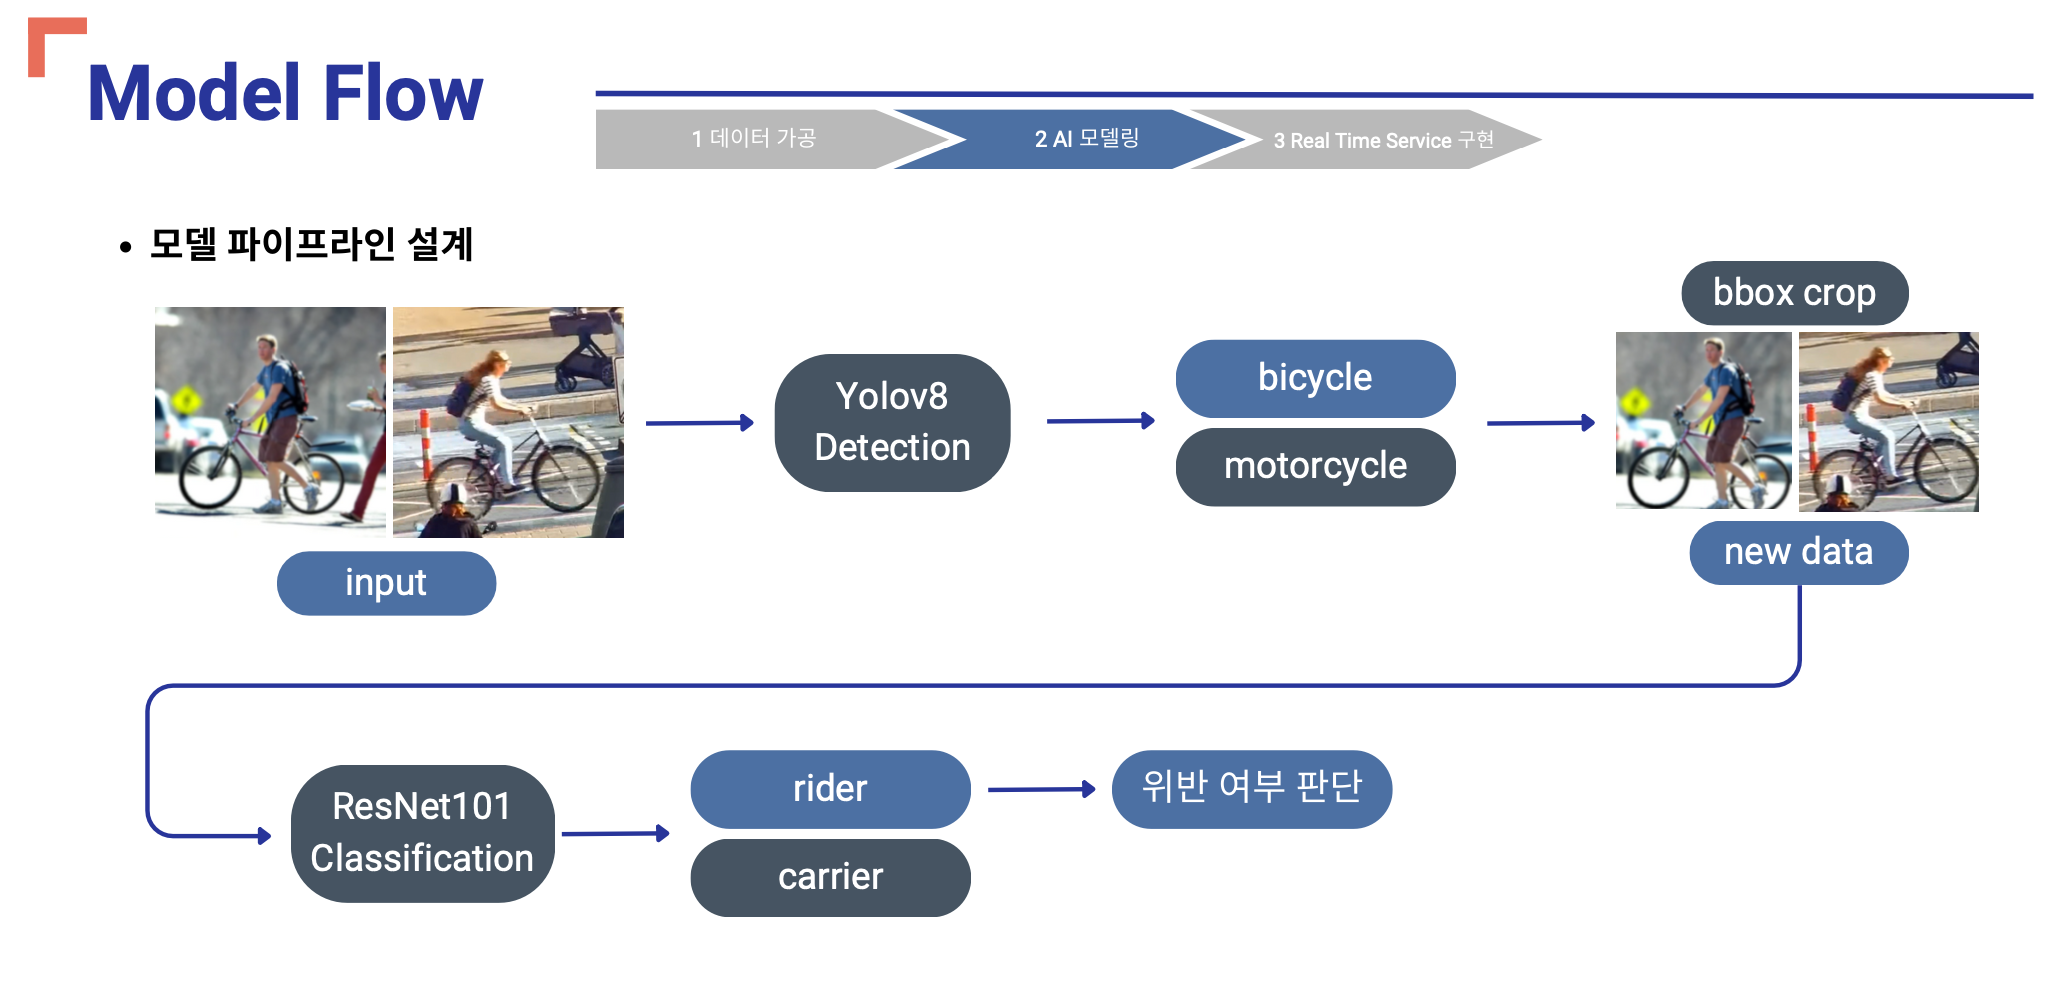 Model Flow
1 데이터 가공
2 AI 모델링
3 Real Time Service 구현
• 모델 파이프라인 설계
input
Yolov8
Detection
bicycle
motorcycle
bbox crop
new data
ResNet101
Classification
rider
carrier
위반 여부 판단